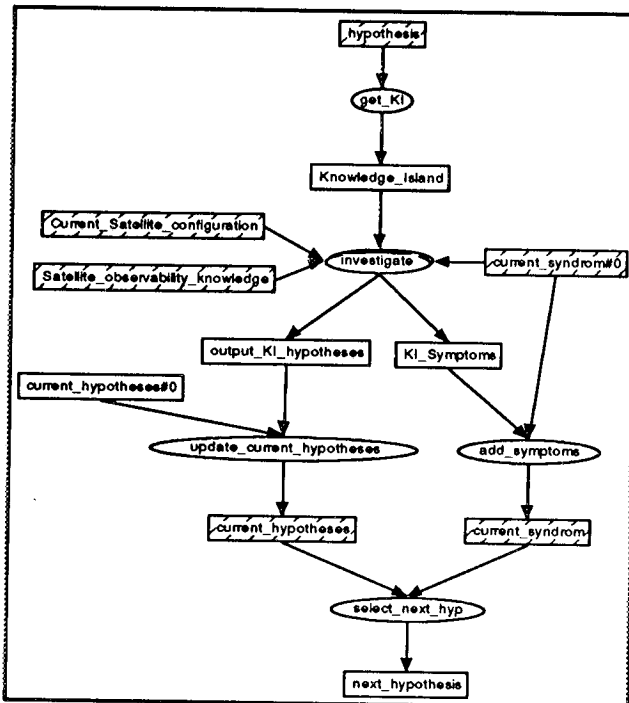 hypothesis
get_KI
Knowledge_Island
Current_Satellite_configuration
investigate
current_syndrom#0
Satellite_observability_knowledge
output_KI_hypotheses
KI_Symptoms
current_hypotheses#0
update_current_hypotheses
add_symptoms
current_hypotheses
current_syndrom
select_next_hyp
next_hypothesis